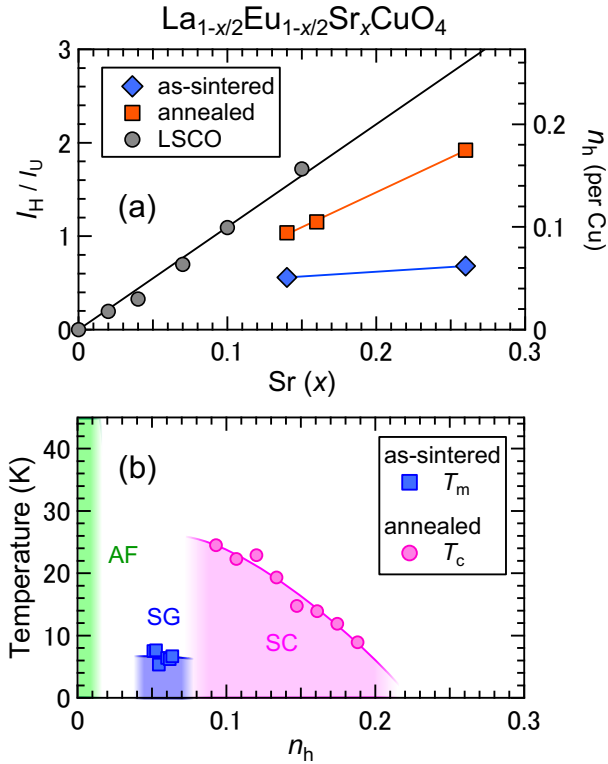 La1-x/2Eu1-x/2SrxCuO4
3
2
1
0
IH / IU
as-sintered
annealed
LSCO
(a)
0.2
0.1
0
nh
(per Cu)
0
0.1
0.2
0.3
Sr (x)
40
30
20
10
0
Temperature (K)
(b)
AF
SG
SC
as-sintered
Tm
annealed
Tc
0
0.1
0.2
0.3
nh